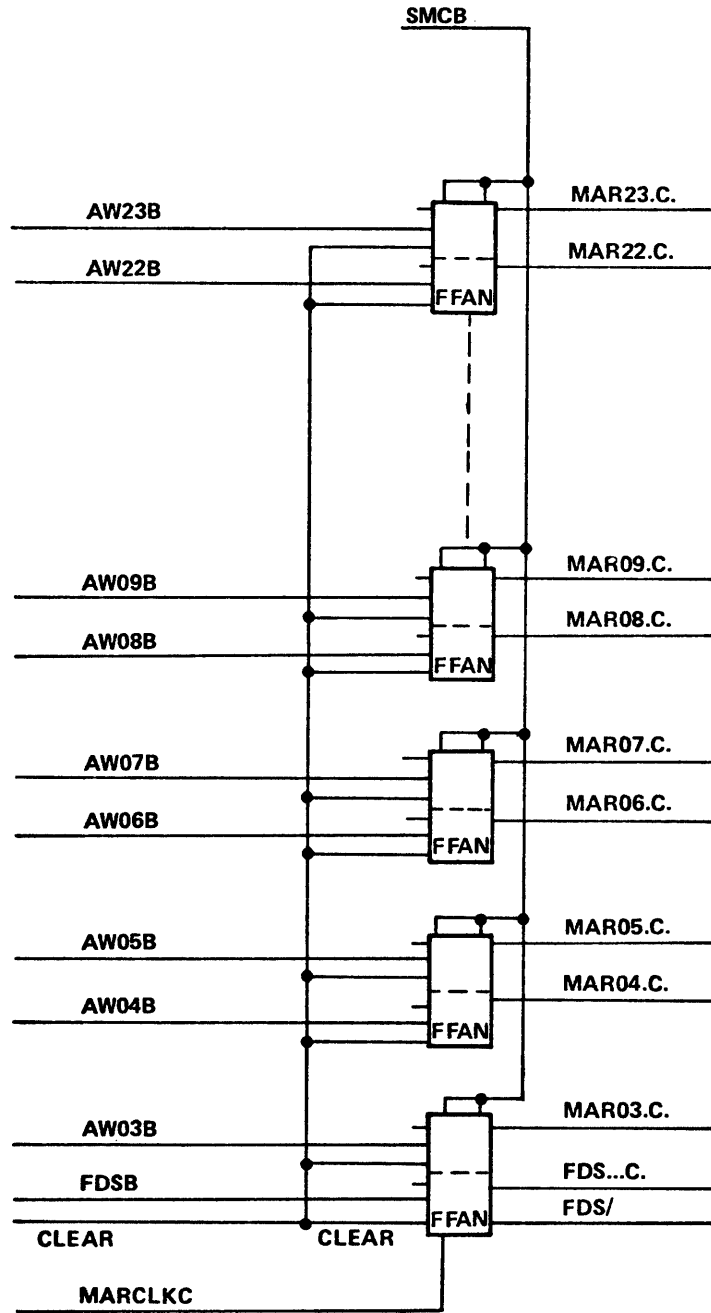 SMCB
MAR23.C.
AW23B
MAR22.C.
AW22B
FFAN
MAR09.C.
AW09B
MAR08.C.
AW08B
FFAN
MAR07.C.
AW07B
MAR06.C.
AW06B
FFAN
MAR05.C.
AW05B
MAR04.C.
AW04B
FFAN
MAR03.C.
AW03B
FDS...C.
FDSB
FDS/
FFAN
CLEAR
CLEAR
MARCLKC